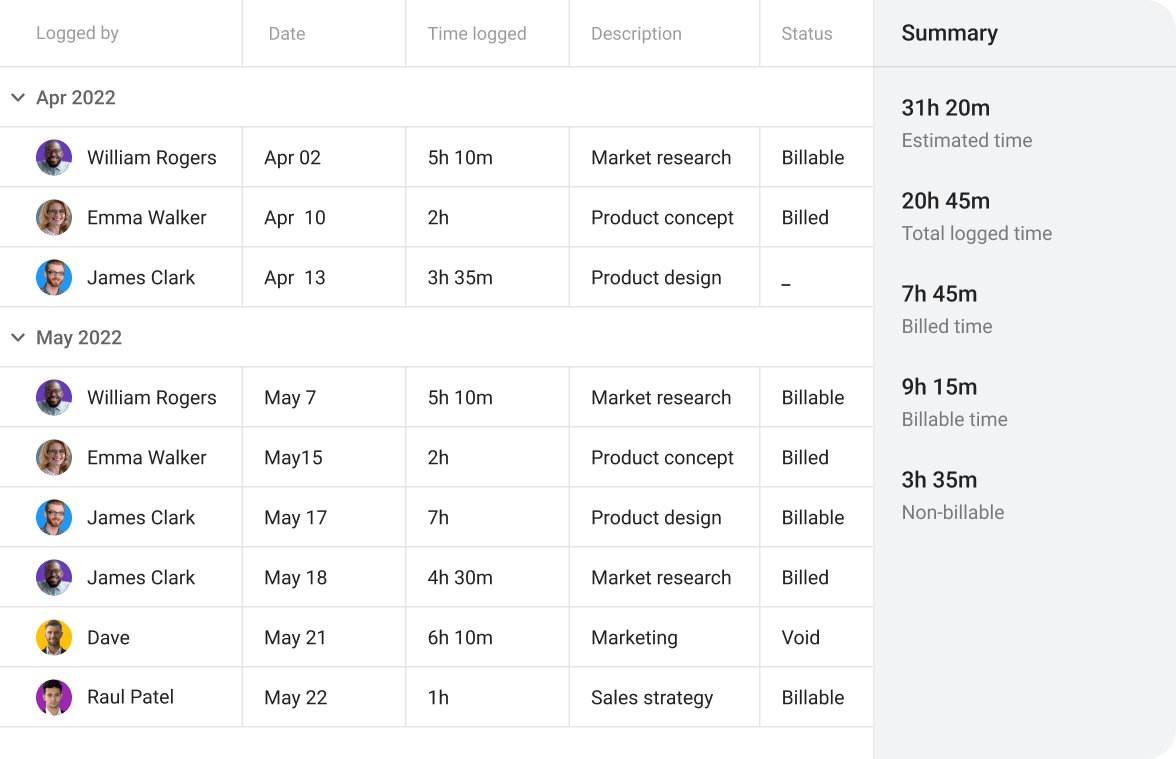 Logged by Date Time logged Description Status
Apr 2022
William Rogers Apr 02 5h 10m Market research Billable
Emma Walker Apr 10 2h Product concept Billed
James Clark Apr 13 3h 35m Product design _
May 2022
William Rogers May 7 5h 10m Market research Billable
Emma Walker May15 2h Product concept Billed
James Clark May 17 7h Product design Billable
James Clark May 18 4h 30m Market research Billed
Dave May 21 6h 10m Marketing Void
Raul Patel May 22 1h Sales strategy Billable
Summary
31h 20m
Estimated time
20h 45m
Total logged time
7h 45m
Billed time
9h 15m
Billable time
3h 35m
Non-billable